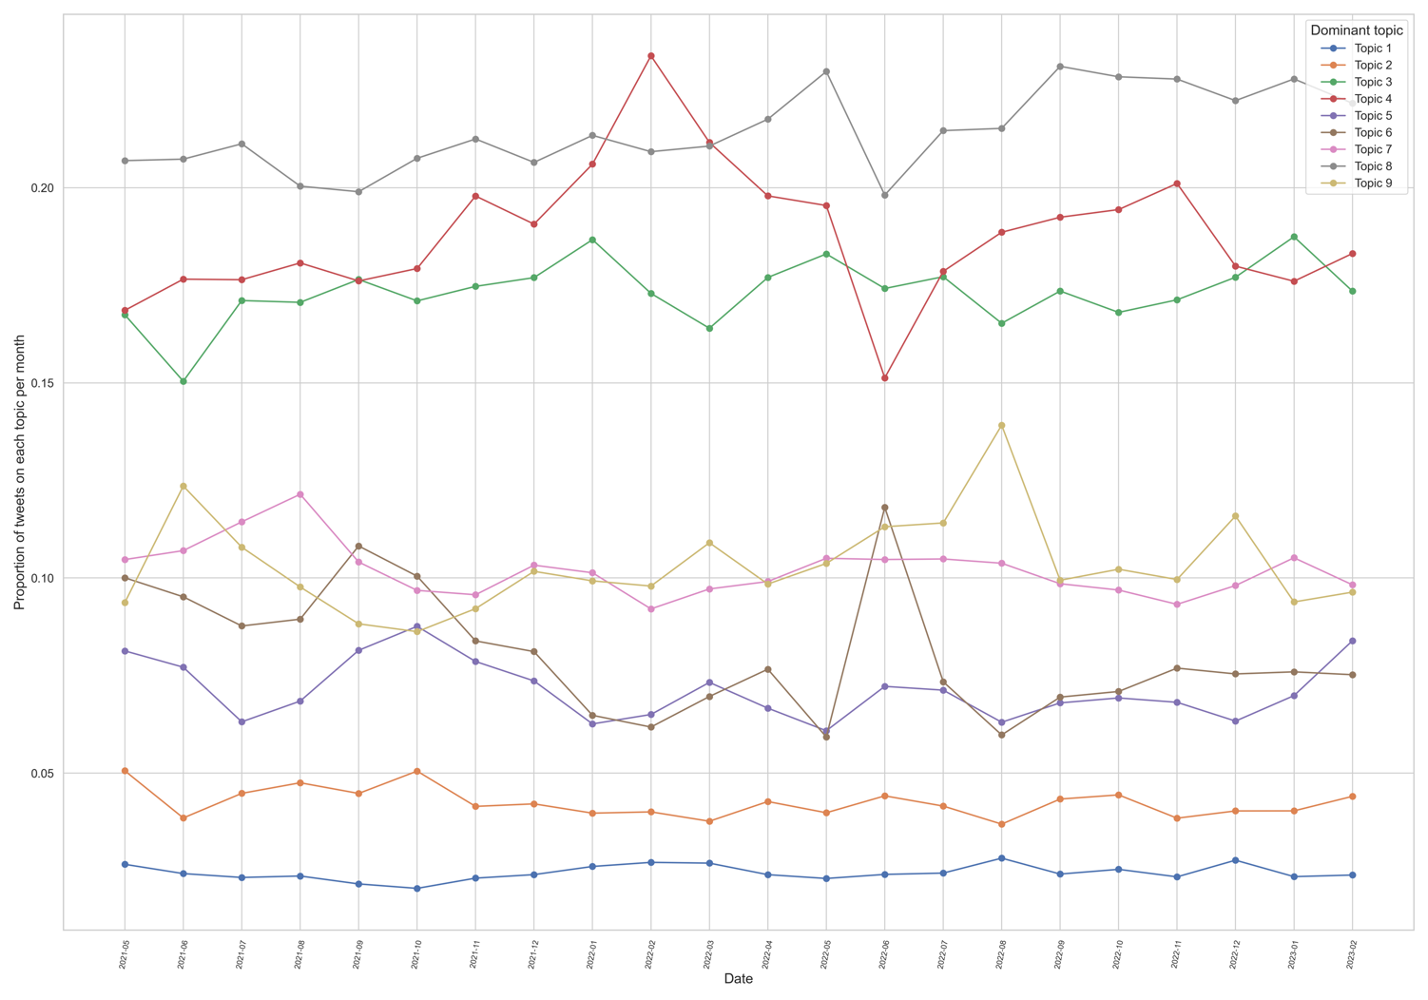 Dominant topic
Topic 1
Topic 2
Topic 3
Topic 4
Topic 5
Topic 6
Topic 7
Topic 8
Topic 9
Proportion of tweets on each topic per month
0.20
0.15
0.10
0.05
2021-05 2021-06 2021-07 2021-08 2021-09 2021-10 2021-11 2021-12 2022-01 2022-02 2022-03 2022-04 2022-05 2022-06 2022-07 2022-08 2022-09 2022-10 2022-11 2022-12 2023-01 2023-02
Date